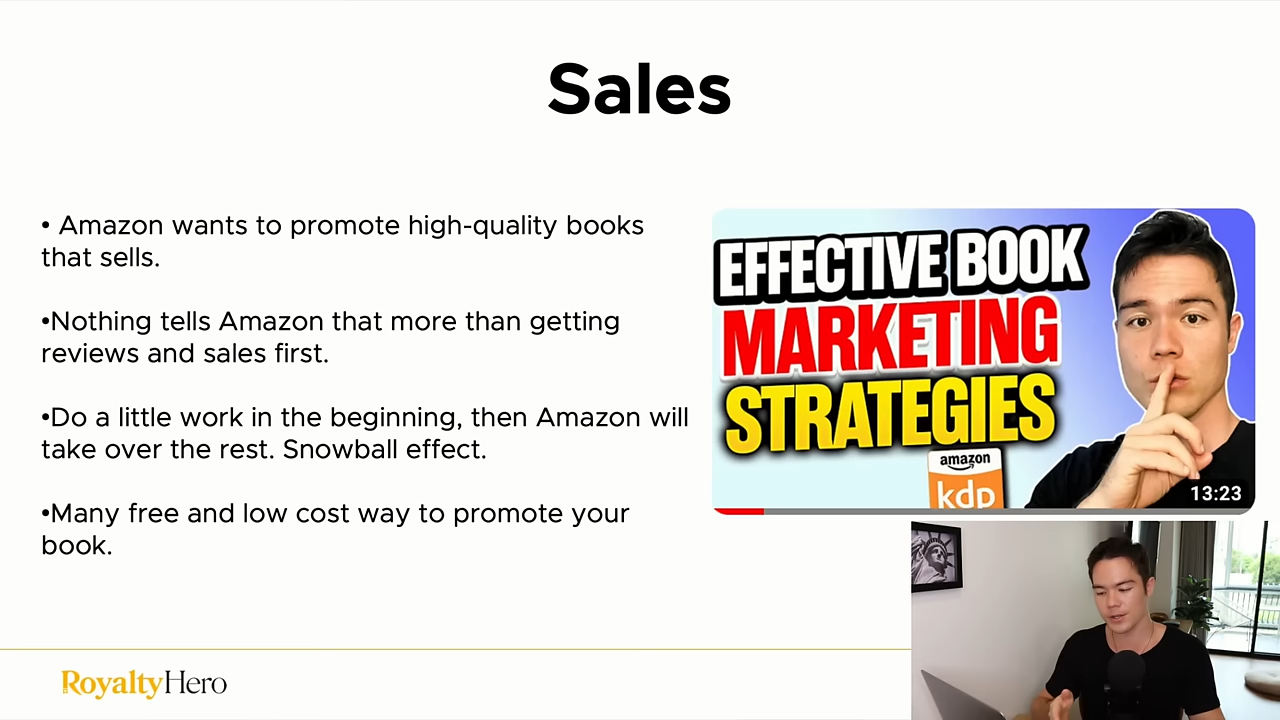 Sales
• Amazon wants to promote high-quality books
that sells.
•Nothing tells Amazon that more than getting
reviews and sales first.
•Do a little work in the beginning, then Amazon will
take over the rest. Snowball effect.
•Many free and low cost way to promote your
book.
EFFECTIVE BOOK
MARKETING
STRATEGIES
amazon
kdp
13:23
RoyaltyHero